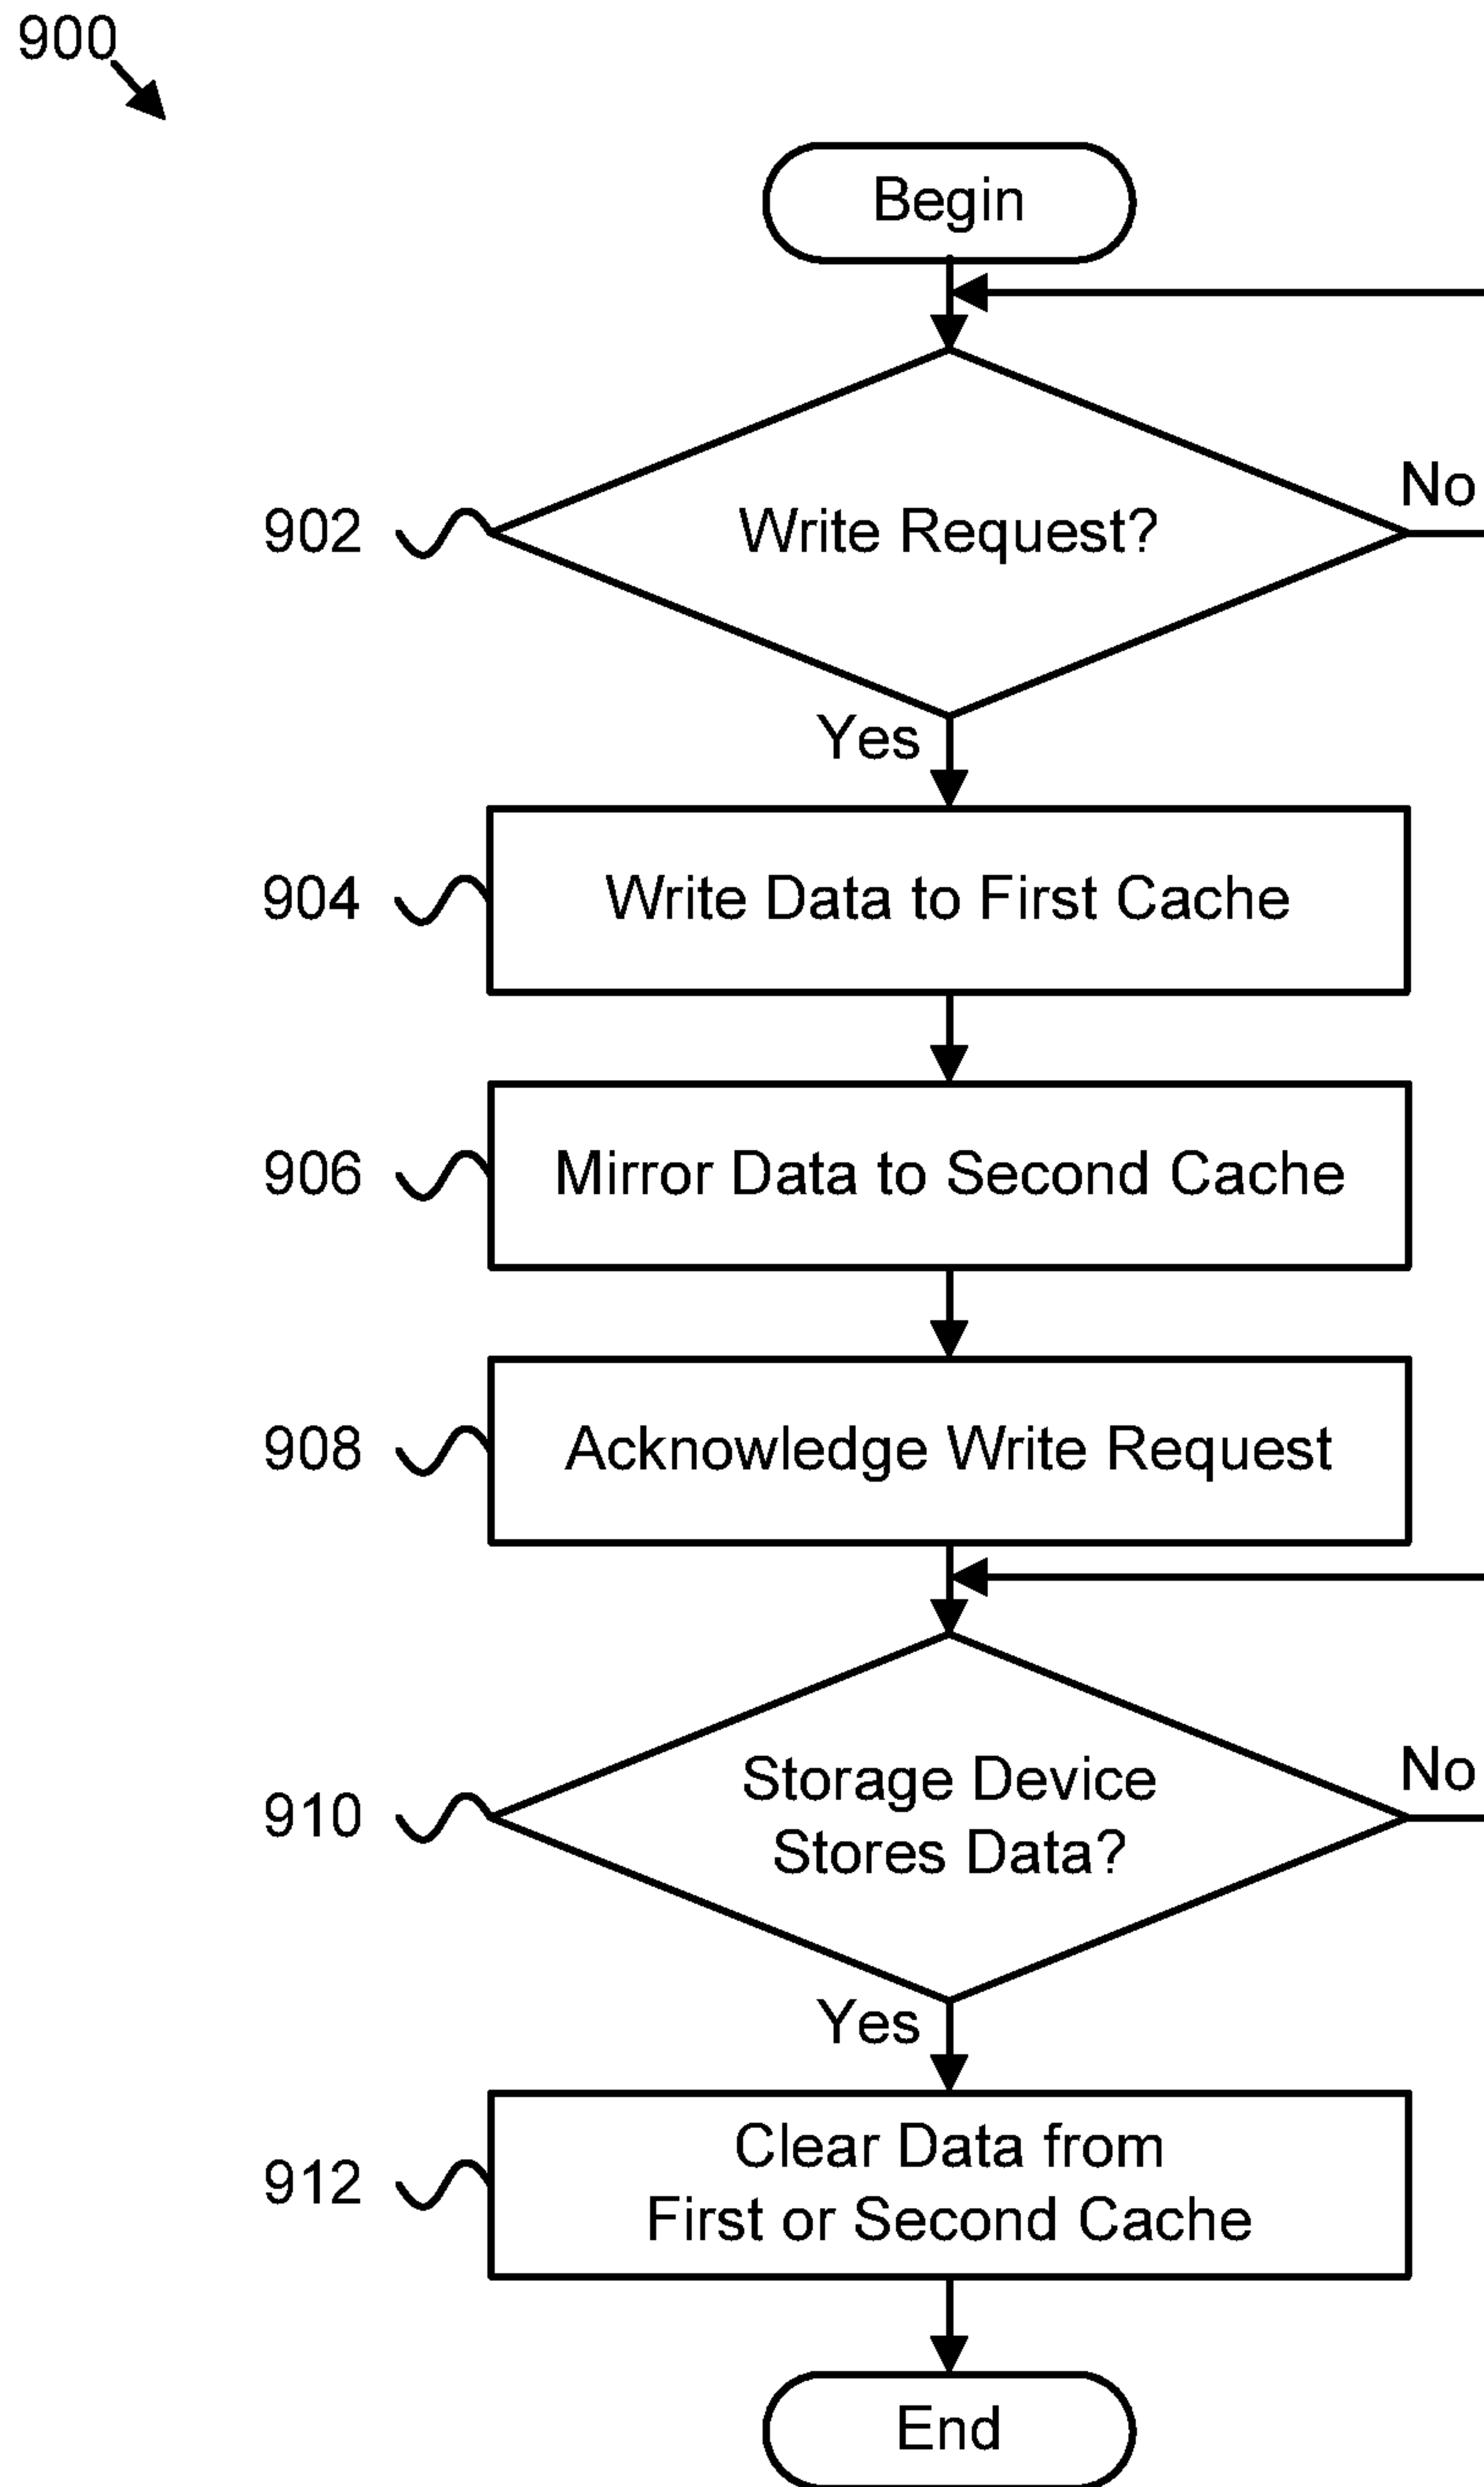 900
Begin
902
Write Request?
No
Yes
904
Write Data to First Cache
906
Mirror Data to Second Cache
908
Acknowledge Write Request
910
Storage Device
Stores Data?
No
Yes
912
Clear Data from
First or Second Cache
End